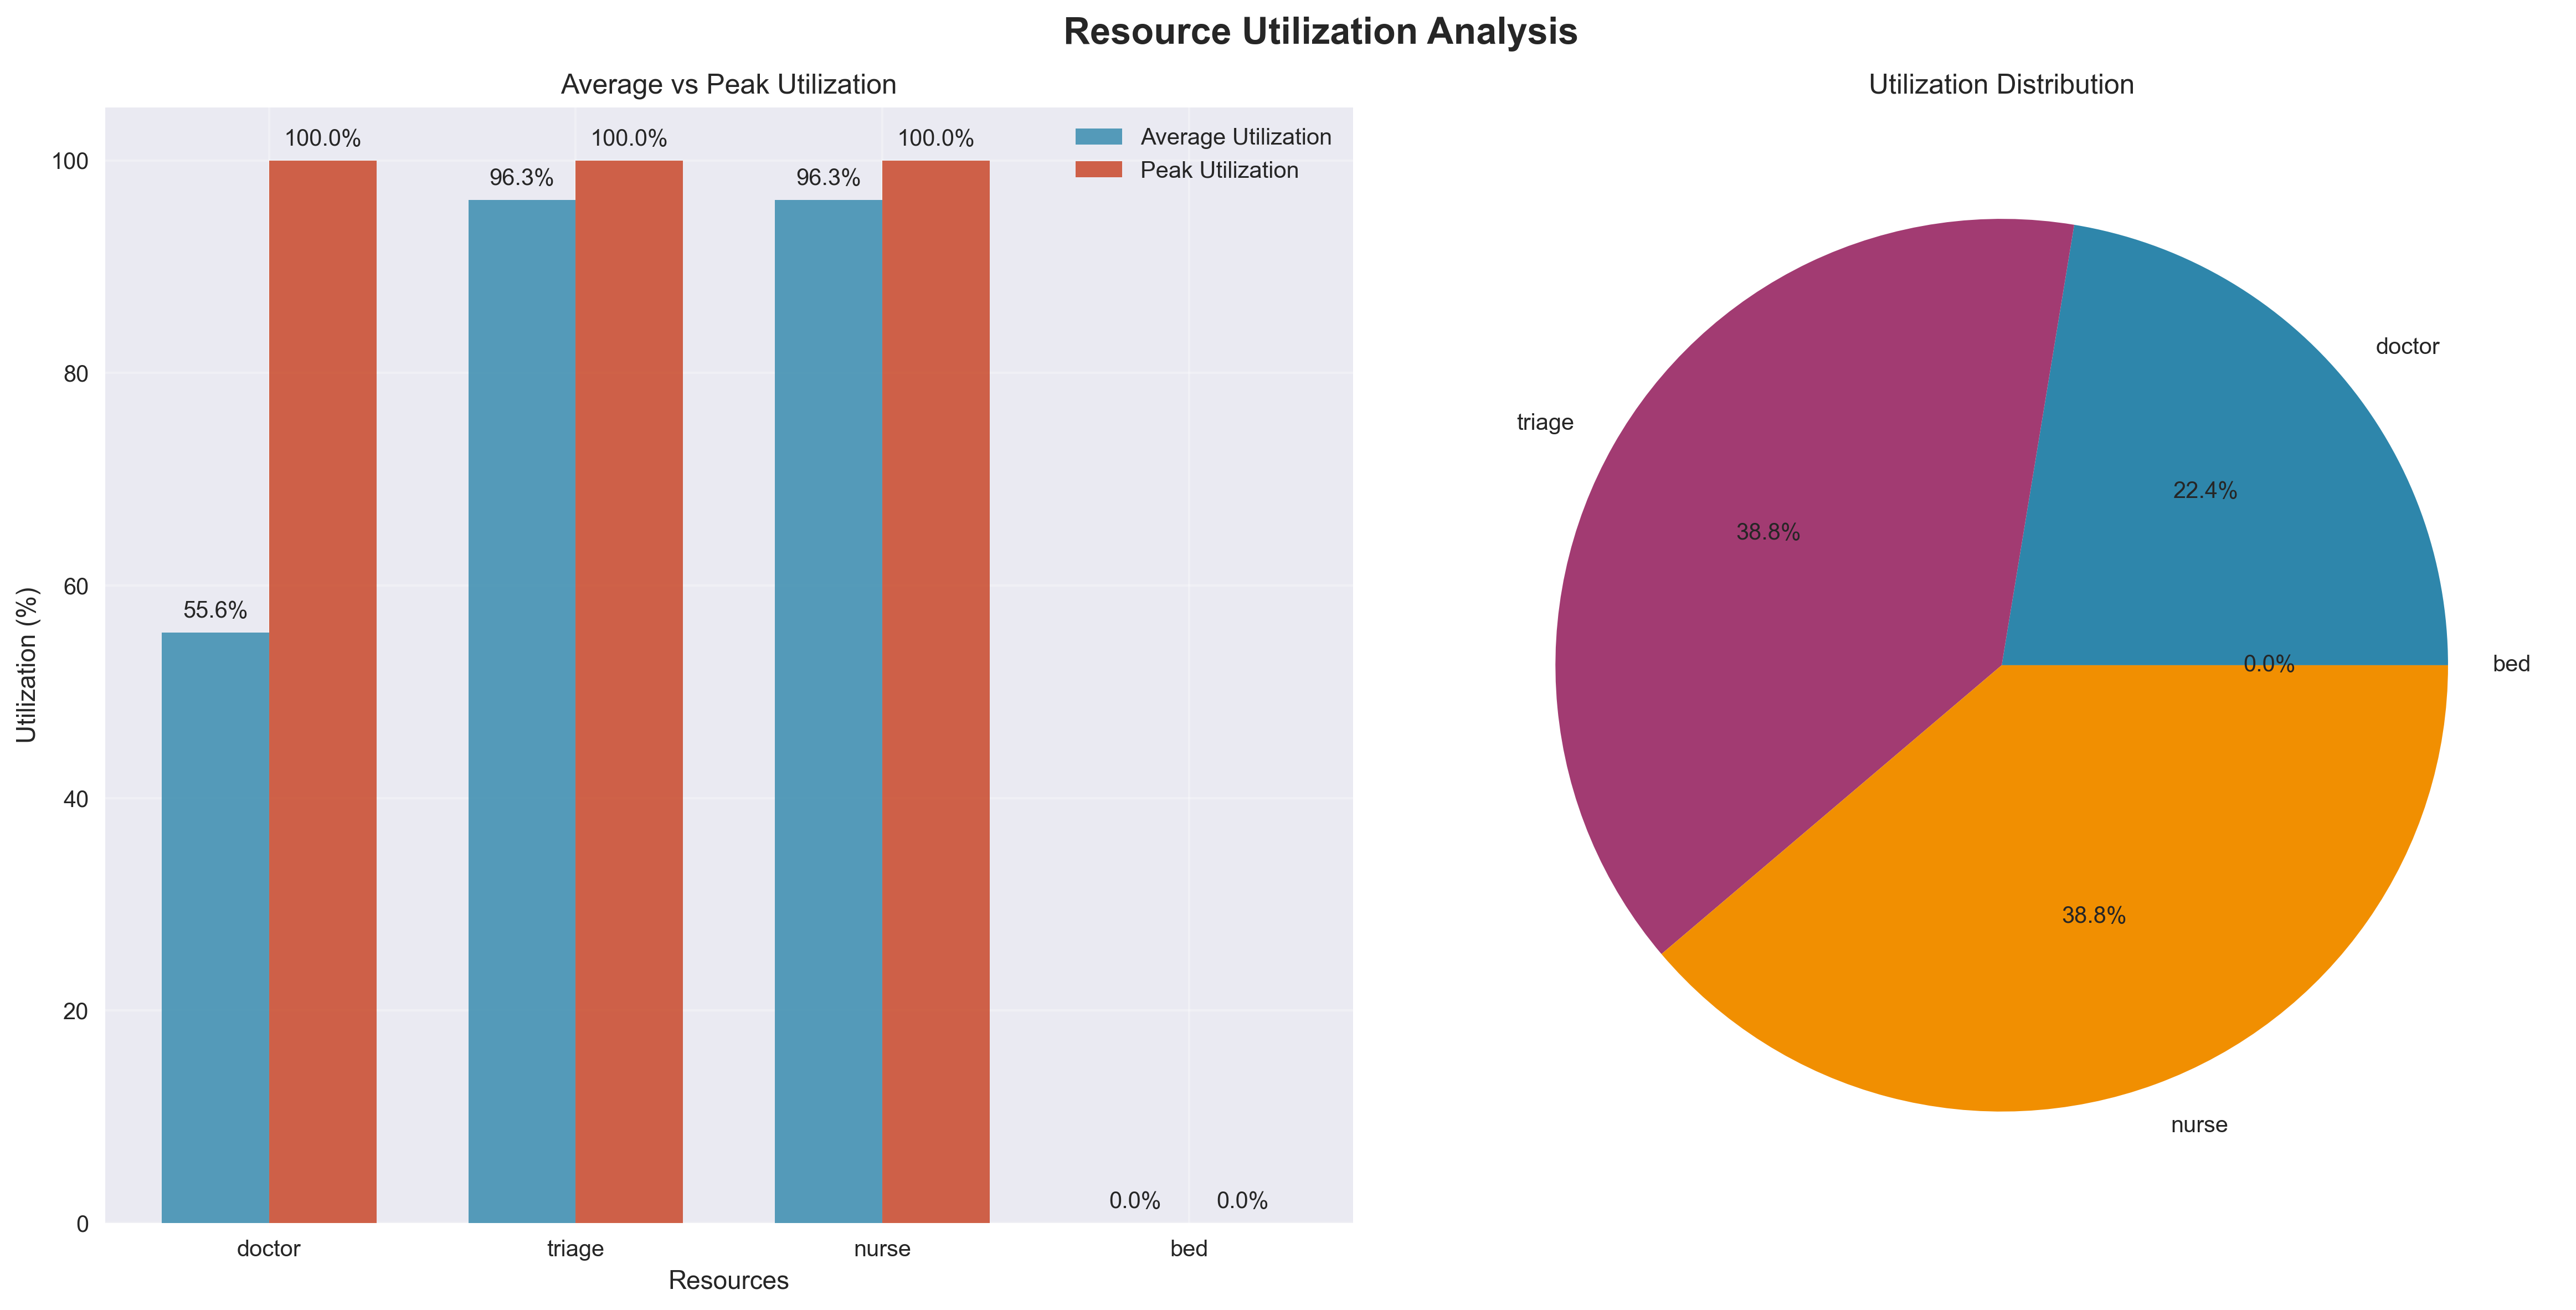 Resource Utilization Analysis
Average vs Peak Utilization
Average Utilization
Peak Utilization
100.0%
100.0%
100.0%
96.3%
96.3%
55.6%
0.0%
0.0%
100
80
60
40
20
0
Utilization (%)
doctor
triage
nurse
bed
Resources
Utilization Distribution
doctor
triage
22.4%
38.8%
0.0%
bed
38.8%
nurse